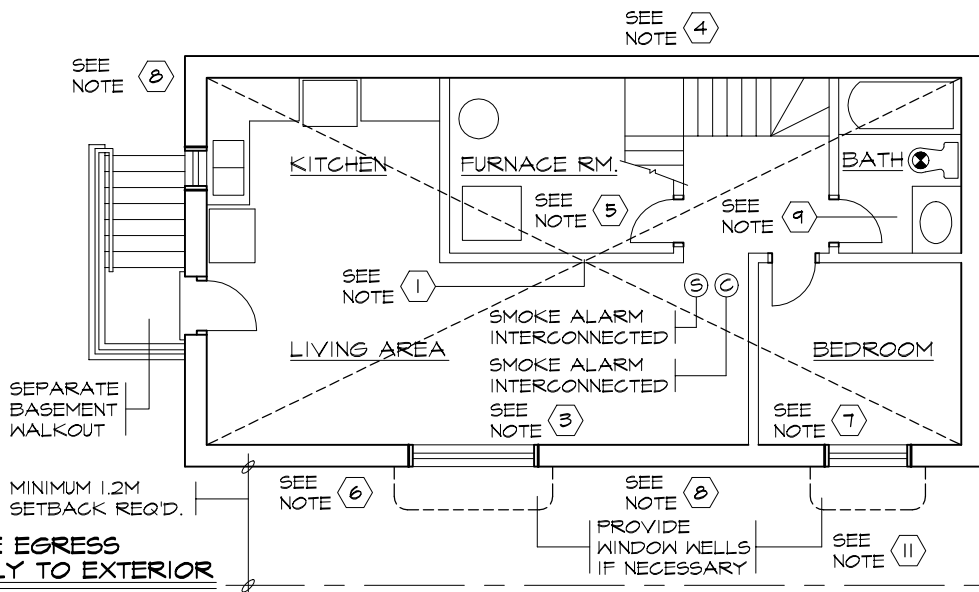 SEE
NOTE 4
SEE
NOTE 8
KITCHEN
FURNACE RM.
BATH
SEE
NOTE 5
SEE
NOTE 9
SEE
NOTE 1
S C
SMOKE ALARM
INTERCONNECTED
SMOKE ALARM
INTERCONNECTED
LIVING AREA
BEDROOM
SEPARATE
BASEMENT
WALKOUT
SEE
NOTE 3
SEE
NOTE 7
MINIMUM 1.2M
SETBACK REQ'D.
SEE
NOTE 6
SEE
NOTE 8
PROVIDE
WINDOW WELLS
IF NECESSARY
SEE
NOTE 11
E EGRESS
LY TO EXTERIOR